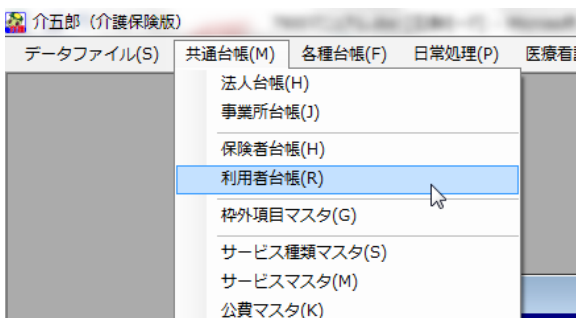 介五郎（介護保険版）
データファイル(S) 共通台帳(M) 各種台帳(F) 日常処理(P) 医療看
法人台帳(H)
事業所台帳(J)
保険者台帳(H)
利用者台帳(R)
枠外項目マスタ(G)
サービス種類マスタ(S)
サービスマスタ(M)
公費マスタ(K)